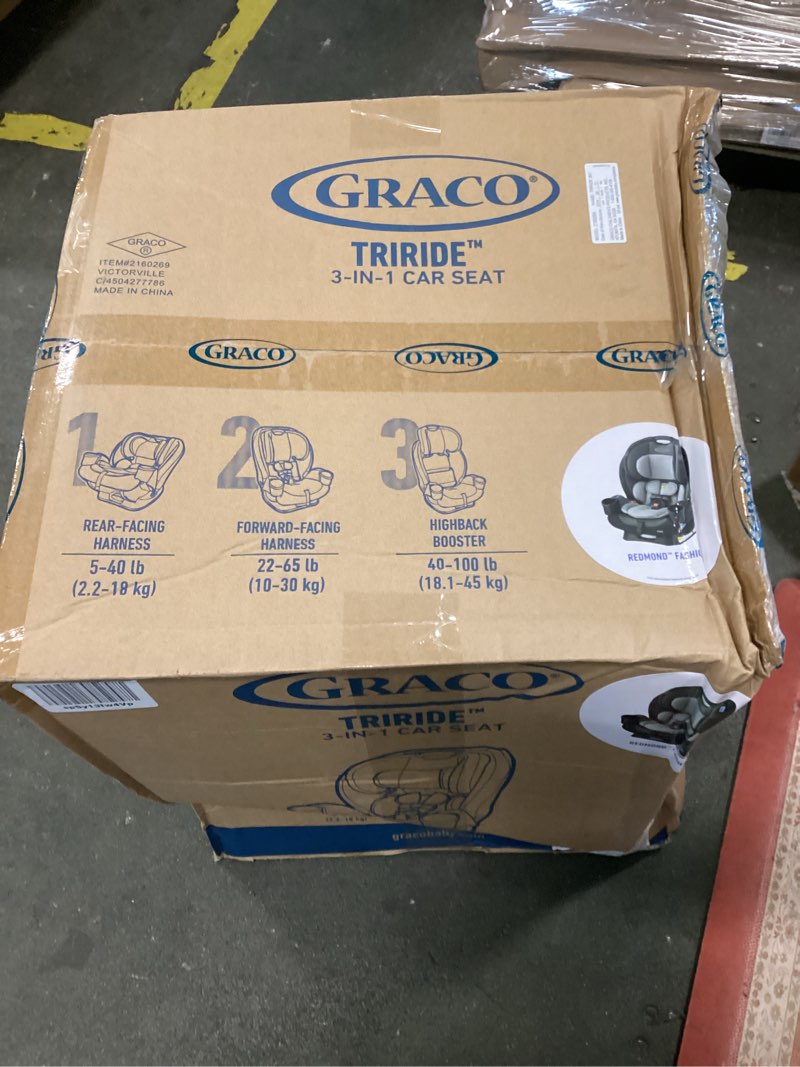 GRACO®
TRIRIDE™
3-IN-1 CAR SEAT
GRACO
®
ITEM#2160269
VICTORVILLE
C/4504277786
MADE IN CHINA
GRACO
GRACO
GRACO
1
REAR-FACING
HARNESS
5-40 lb
(2.2-18 kg)
2
FORWARD-FACING
HARNESS
22-65 lb
(10-30 kg)
3
HIGHBACK
BOOSTER
40-100 lb
(18.1-45 kg)
REDMOND™
GRACO®
TRIRIDE™
3-IN-1 CAR SEAT
REDMOND™